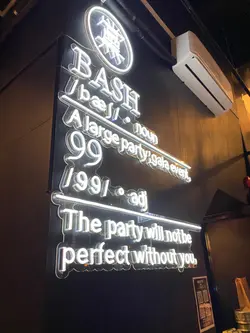 BASH
/bæʃ/ • noun
A large party; gala event.
99
/99/ • adj
The party will not be
perfect without you.